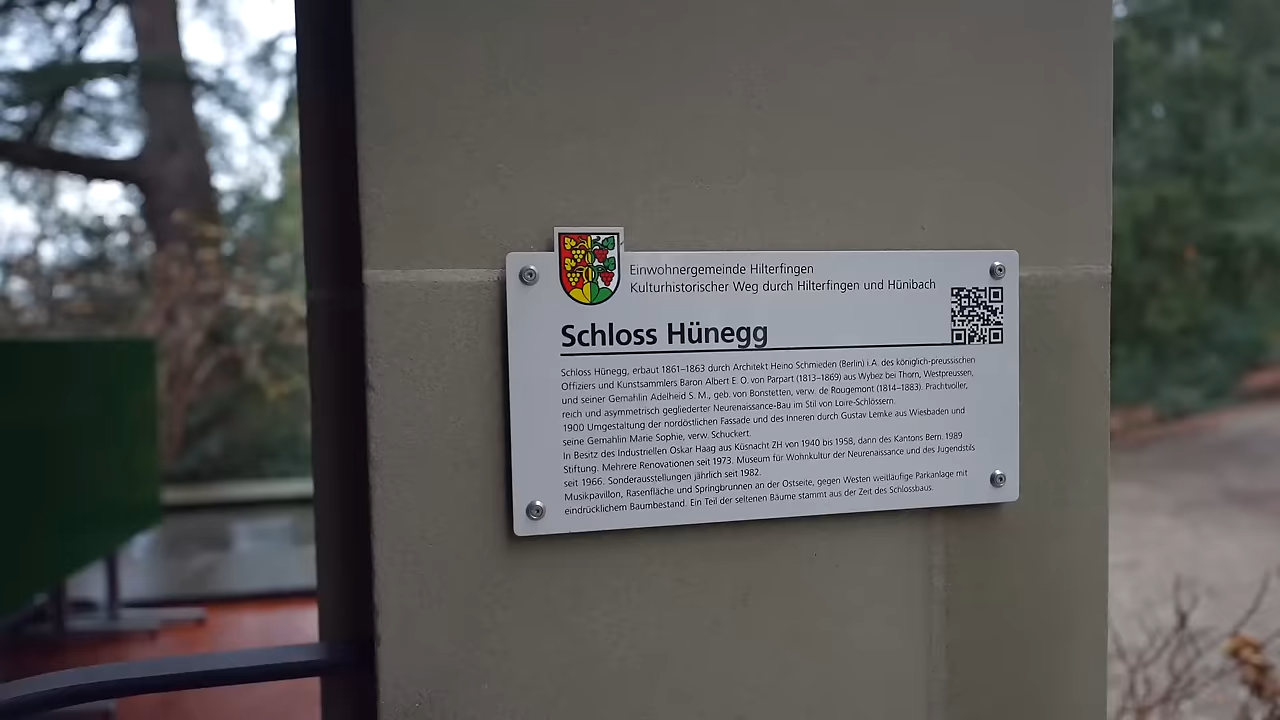 Einwohnergemeinde Hilterfingen
Kulturhistorischer Weg durch Hilterfingen und Hünibach
Schloss Hünegg
Schloss Hünegg, erbaut 1861–1863 durch Architekt Heino Schmieden (Berlin) i.A. des königlich-preussischen
Offiziers und Kunstsammlers Baron Albert E. O. von Parpart (1813–1869) aus Wybez bei Thorn, Westpreussen,
und seiner Gemahlin Adelheid S. M., geb. von Bonstetten, verw. de Rougemont (1814–1883). Prachtvoller,
reich und asymmetrisch gegliederter Neurenaissance-Bau im Stil von Loire-Schlössern.
1900 Umgestaltung der nordöstlichen Fassade und des Inneren durch Gustav Lemke aus Wiesbaden und
seine Gemahlin Marie Sophie, verw. Schuckert.
In Besitz des Industriellen Oskar Haag aus Küsnacht ZH von 1940 bis 1958, dann des Kantons Bern. 1989
Stiftung. Mehrere Renovationen seit 1973. Museum für Wohnkultur der Neurenaissance und des Jugendstils
seit 1966. Sonderausstellungen jährlich seit 1982.
Musikpavillon, Rasenfläche und Springbrunnen an der Ostseite, gegen Westen weitläufige Parkanlage mit
eindrücklichem Baumbestand. Ein Teil der seltenen Bäume stammt aus der Zeit des Schlossbaus.